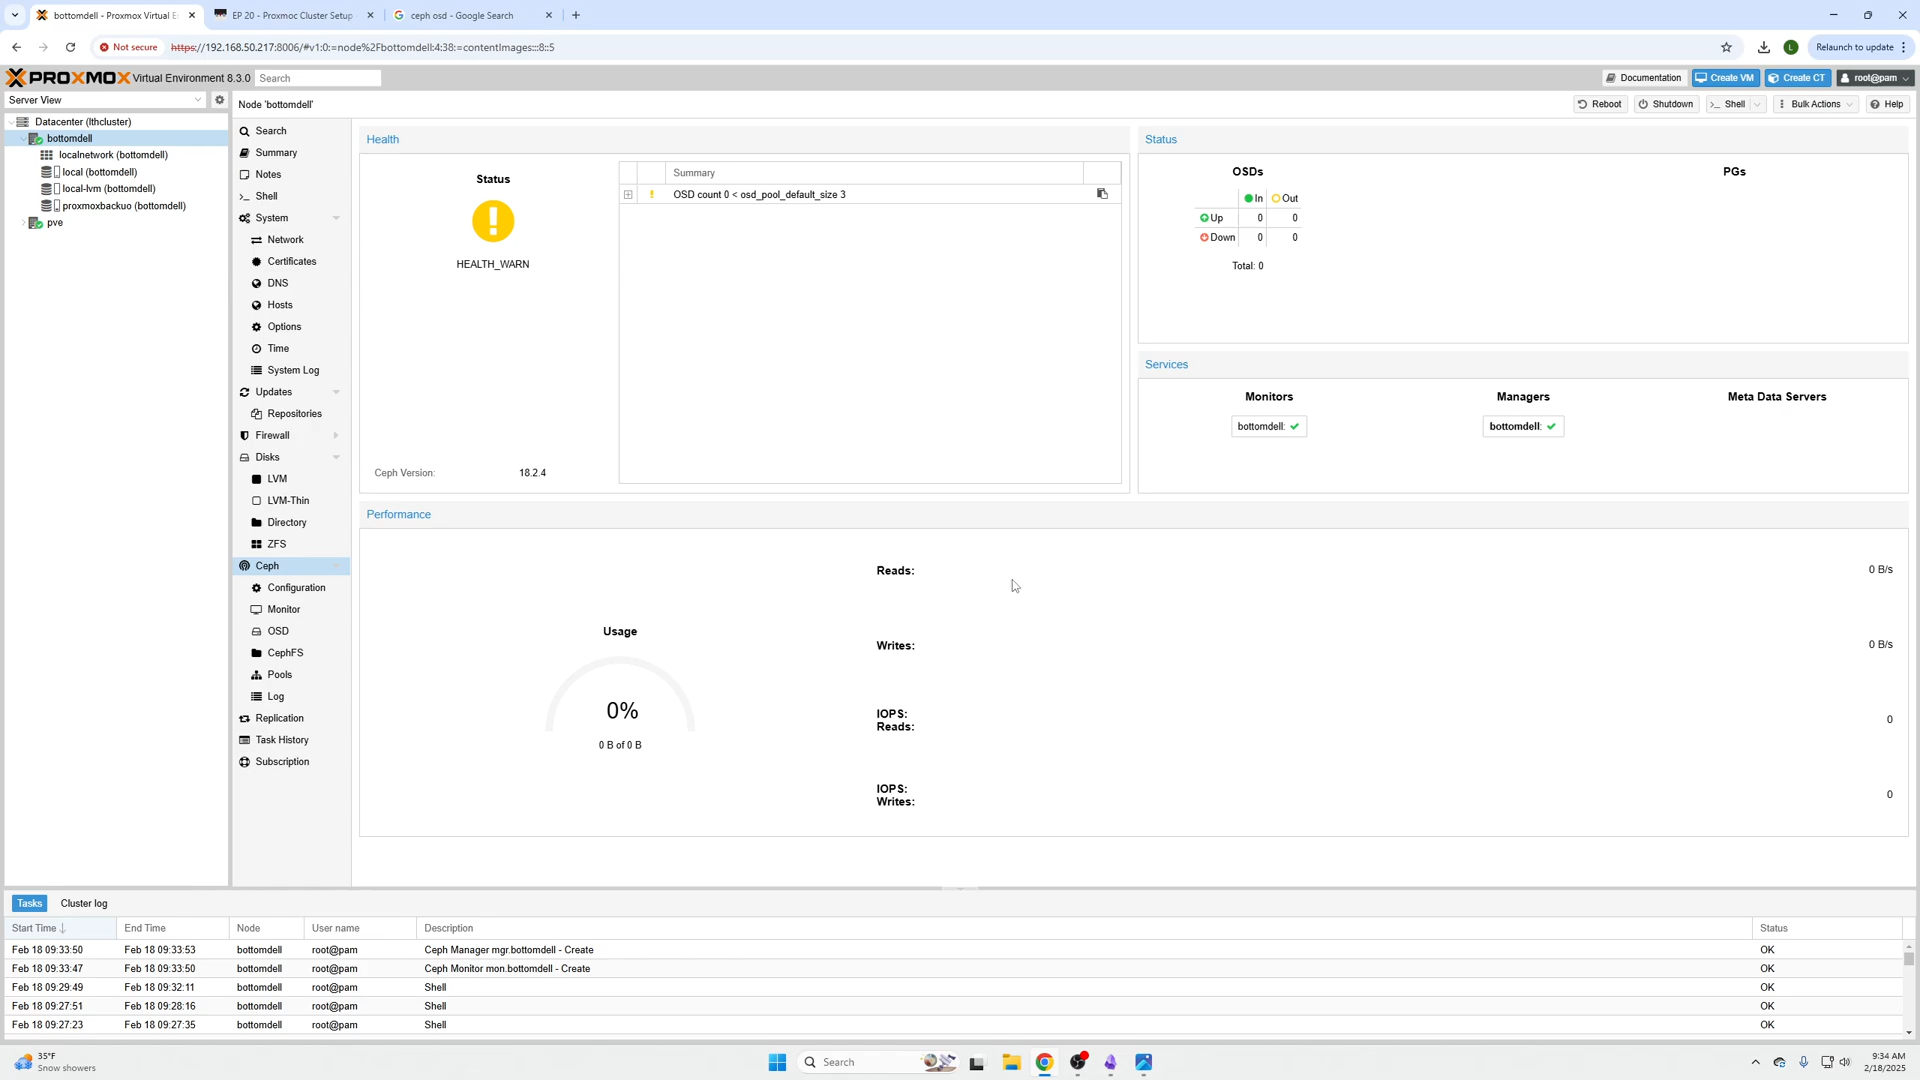 bottomdell - Proxmox Virtual E
EP 20 - Proxmoc Cluster Setup
ceph osd - Google Search
Not secure
https://192.168.50.217:8006/#v1:0:=node%2Fbottomdell:4:38:=contentImages:::8::5
L
Relaunch to update
PROXMOX Virtual Environment 8.3.0
Search
Documentation
Create VM
Create CT
root@pam
Server View
Node 'bottomdell'
Reboot
Shutdown
Shell
Bulk Actions
Help
Datacenter (lthcluster)
bottomdell
localnetwork (bottomdell)
local (bottomdell)
local-lvm (bottomdell)
proxmoxbackuo (bottomdell)
pve
Search
Summary
Notes
Shell
System
Network
Certificates
DNS
Hosts
Options
Time
System Log
Updates
Repositories
Firewall
Disks
LVM
LVM-Thin
Directory
ZFS
Ceph
Configuration
Monitor
OSD
CephFS
Pools
Log
Replication
Task History
Subscription
Health
Status
HEALTH_WARN
Ceph Version: 18.2.4
Summary
OSD count 0 < osd_pool_default_size 3
Status
OSDs
PGs
In Out
Up 0 0
Down 0 0
Total: 0
Services
Monitors
Managers
Meta Data Servers
bottomdell:
bottomdell:
Performance
Usage
0%
0 B of 0 B
Reads: 0 B/s
Writes: 0 B/s
IOPS:
Reads: 0
IOPS:
Writes: 0
Tasks
Cluster log
Start Time End Time Node User name Description Status
Feb 18 09:33:50 Feb 18 09:33:53 bottomdell root@pam Ceph Manager mgr.bottomdell - Create OK
Feb 18 09:33:47 Feb 18 09:33:50 bottomdell root@pam Ceph Monitor mon.bottomdell - Create OK
Feb 18 09:29:49 Feb 18 09:32:11 bottomdell root@pam Shell OK
Feb 18 09:27:51 Feb 18 09:28:16 bottomdell root@pam Shell OK
Feb 18 09:27:23 Feb 18 09:27:35 bottomdell root@pam Shell OK
35°F
Snow showers
Search
9:34 AM
2/18/2025